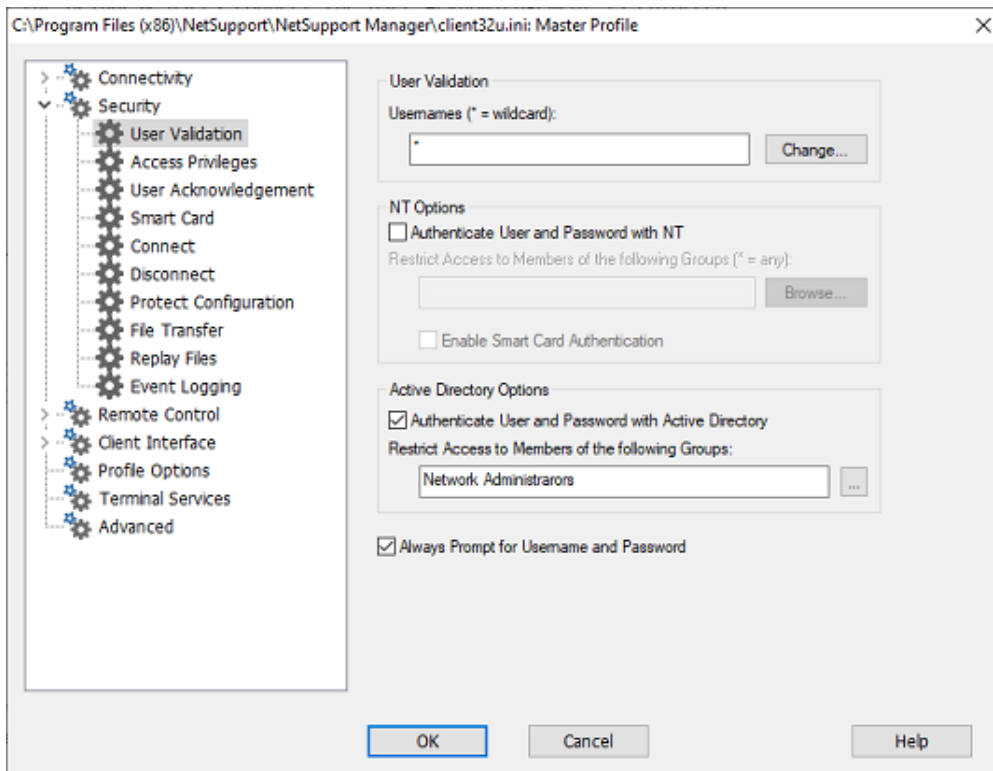 C:\Program Files (x86)\NetSupport\NetSupport Manager\client32u.ini: Master Profile
Connectivity
Security
User Validation
Access Privileges
User Acknowledgement
Smart Card
Connect
Disconnect
Protect Configuration
File Transfer
Replay Files
Event Logging
Remote Control
Client Interface
Profile Options
Terminal Services
Advanced
User Validation
Usernames (* = wildcard):
*
Change...
NT Options
Authenticate User and Password with NT
Restrict Access to Members of the following Groups (* = any):
Browse...
Enable Smart Card Authentication
Active Directory Options
Authenticate User and Password with Active Directory
Restrict Access to Members of the following Groups:
Network Administrarors
...
Always Prompt for Username and Password
OK
Cancel
Help